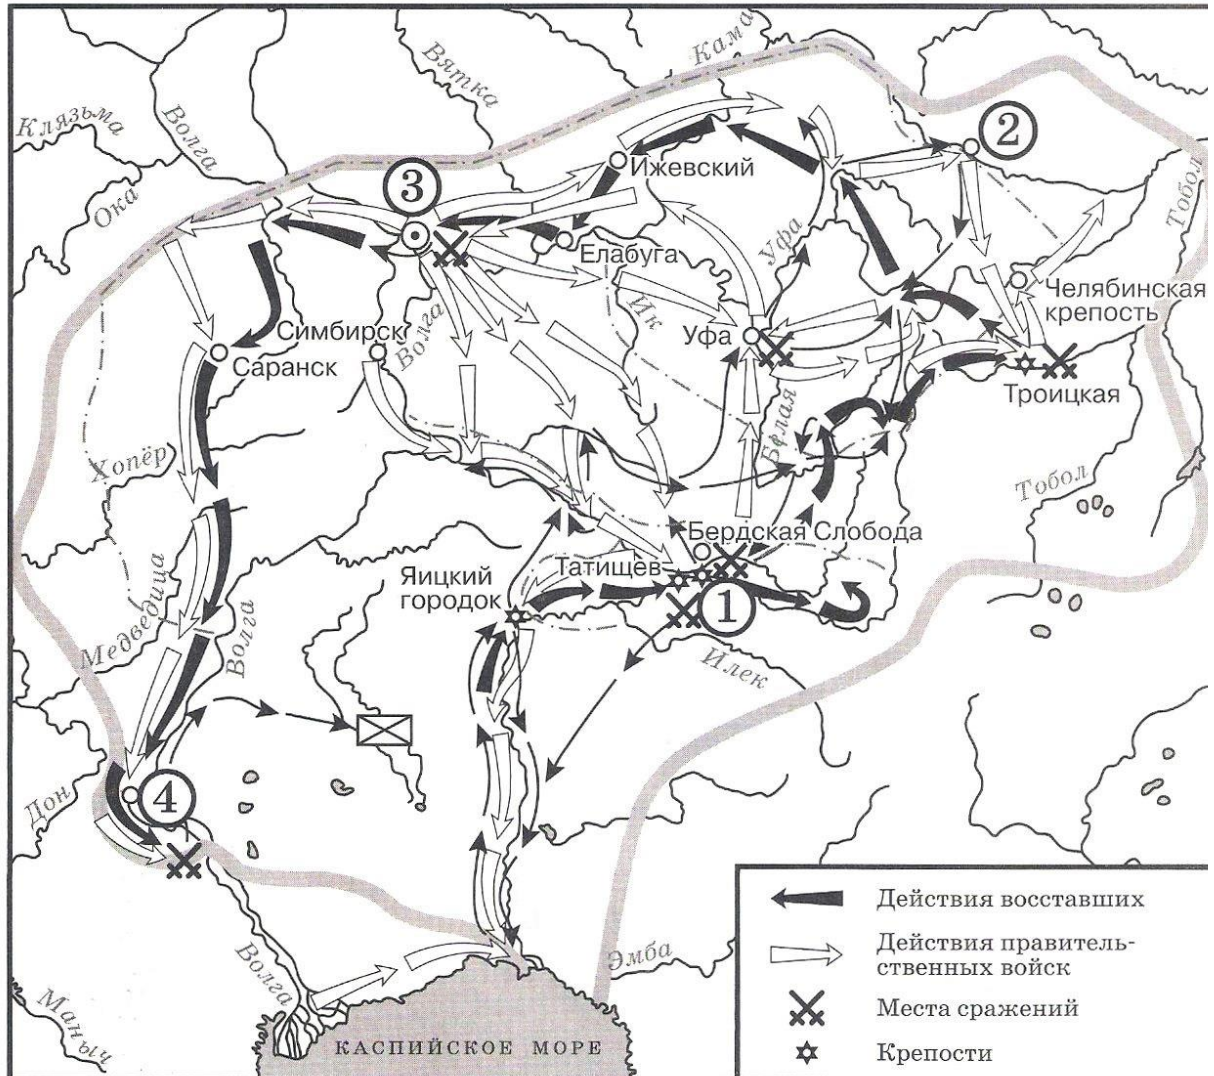 Кама
Вятка
Клязьма
Волга
2
Тобол
Ижевский
3
Ока
Уфа
Елабуга
Челябинская
крепость
Ик
Волга
Симбирск
Уфа
Саранск
Троицкая
Белая
Хопёр
Тобол
Бердская Слобода
Татищев
Яицкий
городок
1
Медведица
Волга
Илек
Дон
4
Действия восставших
Действия правитель-
ственных войск
Места сражений
Крепости
Эмба
Волга
Маныч
КАСПИЙСКОЕ МОРЕ